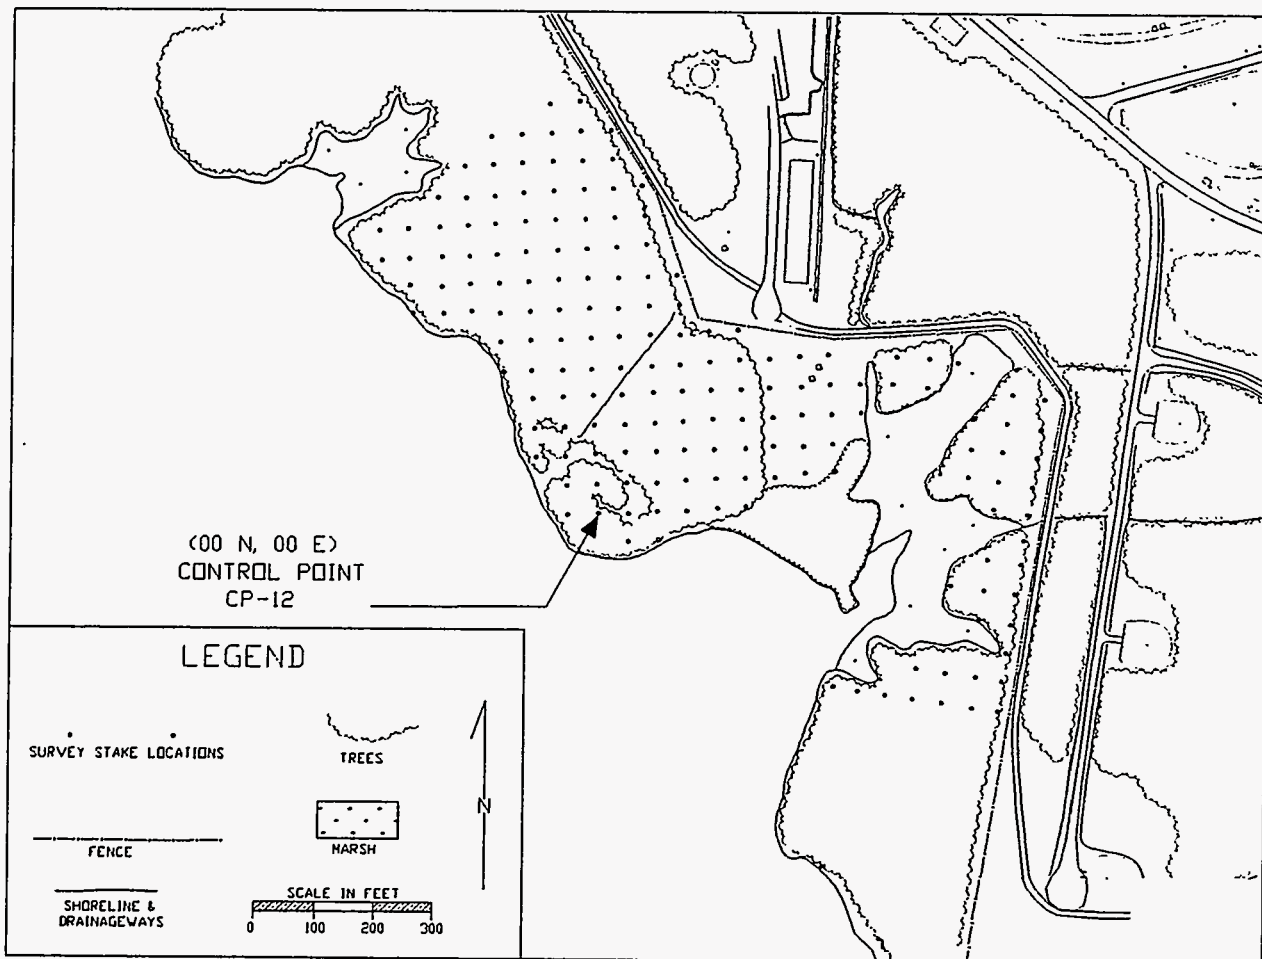 (00 N, 00 E)
CONTROL POINT
CP-12
LEGEND
SURVEY STAKE LOCATIONS
TREES
N
FENCE
MARSH
SHORELINE &
DRAINAGEWAYS
SCALE IN FEET
0 100 200 300